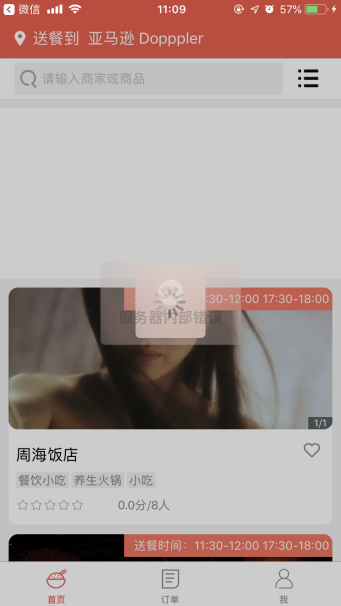 微信
11:09
57%
送餐到 亚马逊 Dopppler
请输入商家或商品
:30-12:00 17:30-18:00
服务器内部错误
1/1
周海饭店
餐饮小吃 养生火锅 小吃
0.0分/8人
送餐时间：11:30-12:00 17:30-18:00
首页
订单
我